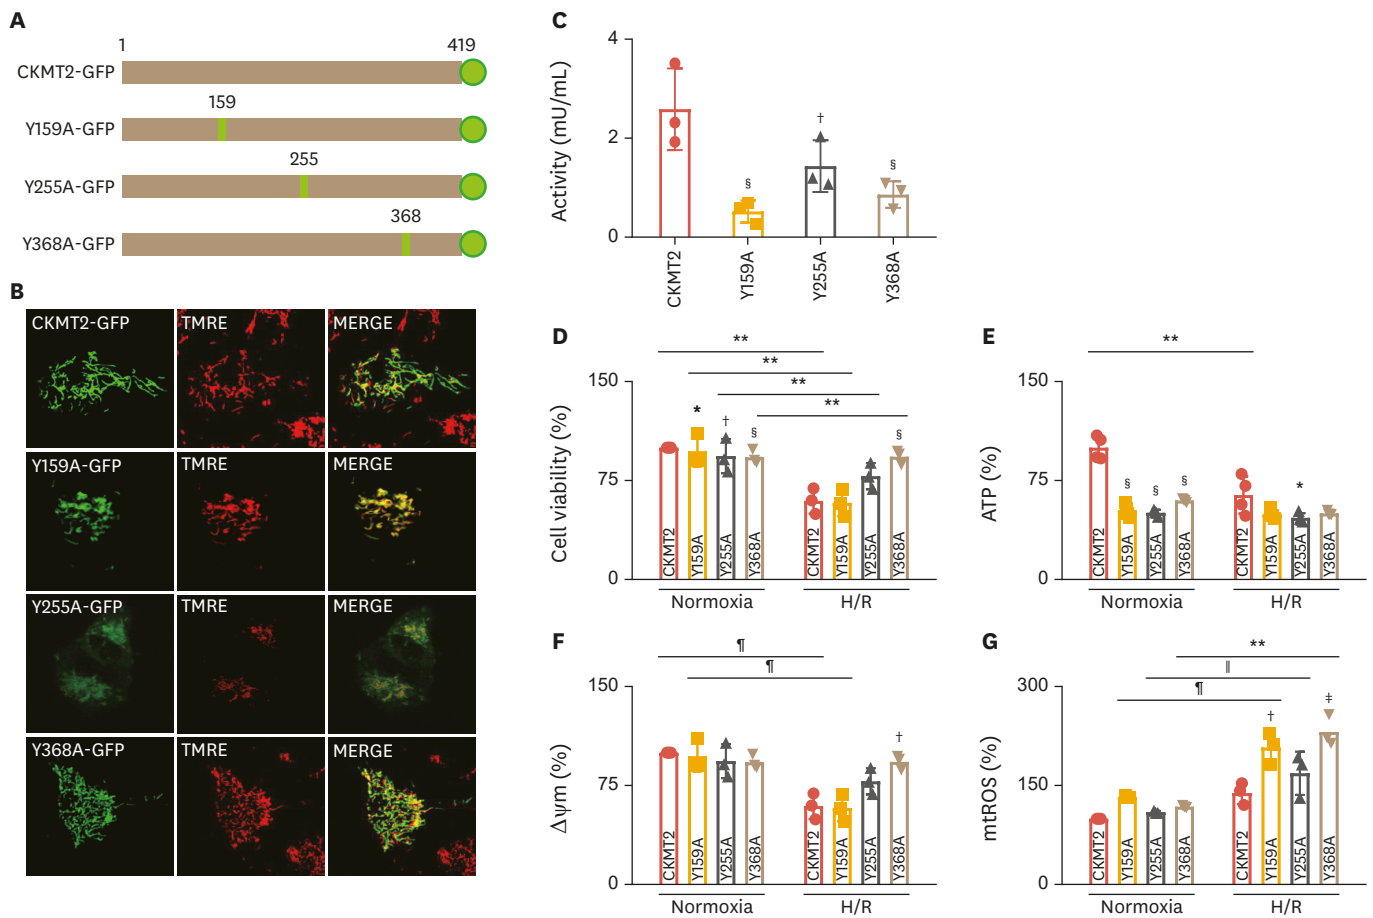 A
1 419
CKMT2-GFP
159
Y159A-GFP
255
Y255A-GFP
368
Y368A-GFP
B
CKMT2-GFP TMRE MERGE
Y159A-GFP TMRE MERGE
Y255A-GFP TMRE MERGE
Y368A-GFP TMRE MERGE
C
Activity (mU/mL)
4
2
0
§ † §
CKMT2 Y159A Y255A Y368A
D
Cell viability (%)
150
75
0
**
**
**
**
* † § §
CKMT2 Y159A Y255A Y368A CKMT2 Y159A Y255A Y368A
Normoxia H/R
E
ATP (%)
150
75
0
**
§ § § *
CKMT2 Y159A Y255A Y368A CKMT2 Y159A Y255A Y368A
Normoxia H/R
F
Δψm (%)
150
75
0
¶
¶
†
CKMT2 Y159A Y255A Y368A CKMT2 Y159A Y255A Y368A
Normoxia H/R
G
mtROS (%)
300
150
0
**
∥
¶
† ‡
CKMT2 Y159A Y255A Y368A CKMT2 Y159A Y255A Y368A
Normoxia H/R